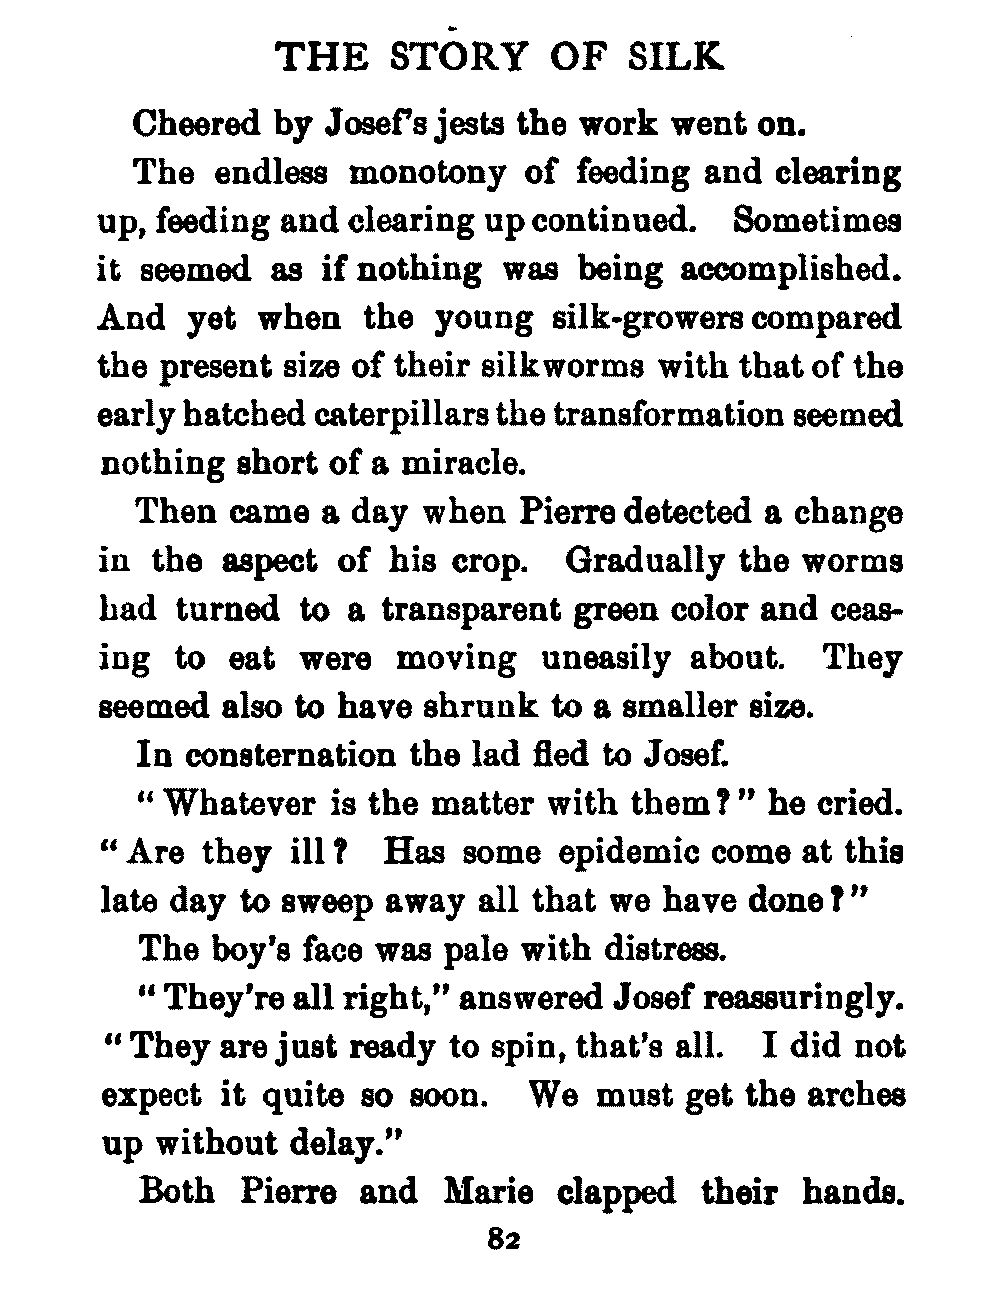 THE STORY OF SILK
Cheered by Josef's jests the work went on.
The endless monotony of feeding and clearing
up, feeding and clearing up continued. Sometimes
it seemed as if nothing was being accomplished.
And yet when the young silk-growers compared
the present size of their silkworms with that of the
early hatched caterpillars the transformation seemed
nothing short of a miracle.
Then came a day when Pierre detected a change
in the aspect of his crop. Gradually the worms
had turned to a transparent green color and ceas-
ing to eat were moving uneasily about. They
seemed also to have shrunk to a smaller size.
In consternation the lad fled to Josef.
“Whatever is the matter with them?” he cried.
“Are they ill? Has some epidemic come at this
late day to sweep away all that we have done?”
The boy's face was pale with distress.
“They're all right,” answered Josef reassuringly.
“They are just ready to spin, that's all. I did not
expect it quite so soon. We must get the arches
up without delay.”
Both Pierre and Marie clapped their hands.
82